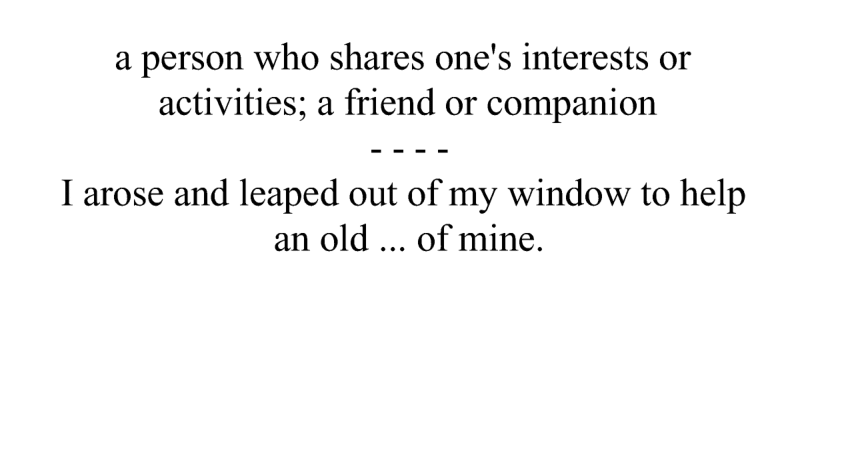 a person who shares one's interests or
activities; a friend or companion
- - - -
I arose and leaped out of my window to help
an old ... of mine.